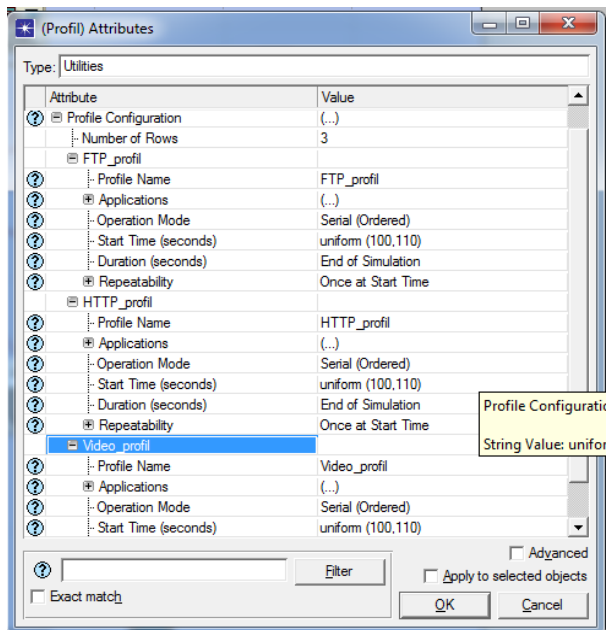 (Profil) Attributes
Type: Utilities
Attribute Value
Profile Configuration (...)
Number of Rows 3
FTP_profil
Profile Name FTP_profil
Applications (...)
Operation Mode Serial (Ordered)
Start Time (seconds) uniform (100,110)
Duration (seconds) End of Simulation
Repeatability Once at Start Time
HTTP_profil
Profile Name HTTP_profil
Applications (...)
Operation Mode Serial (Ordered)
Start Time (seconds) uniform (100,110)
Duration (seconds) End of Simulation
Profile Configuratio
Repeatability Once at Start Time
String Value: unifor
Video_profil
Profile Name Video_profil
Applications (...)
Operation Mode Serial (Ordered)
Start Time (seconds) uniform (100,110)
Advanced
Filter
Apply to selected objects
Exact match
OK Cancel